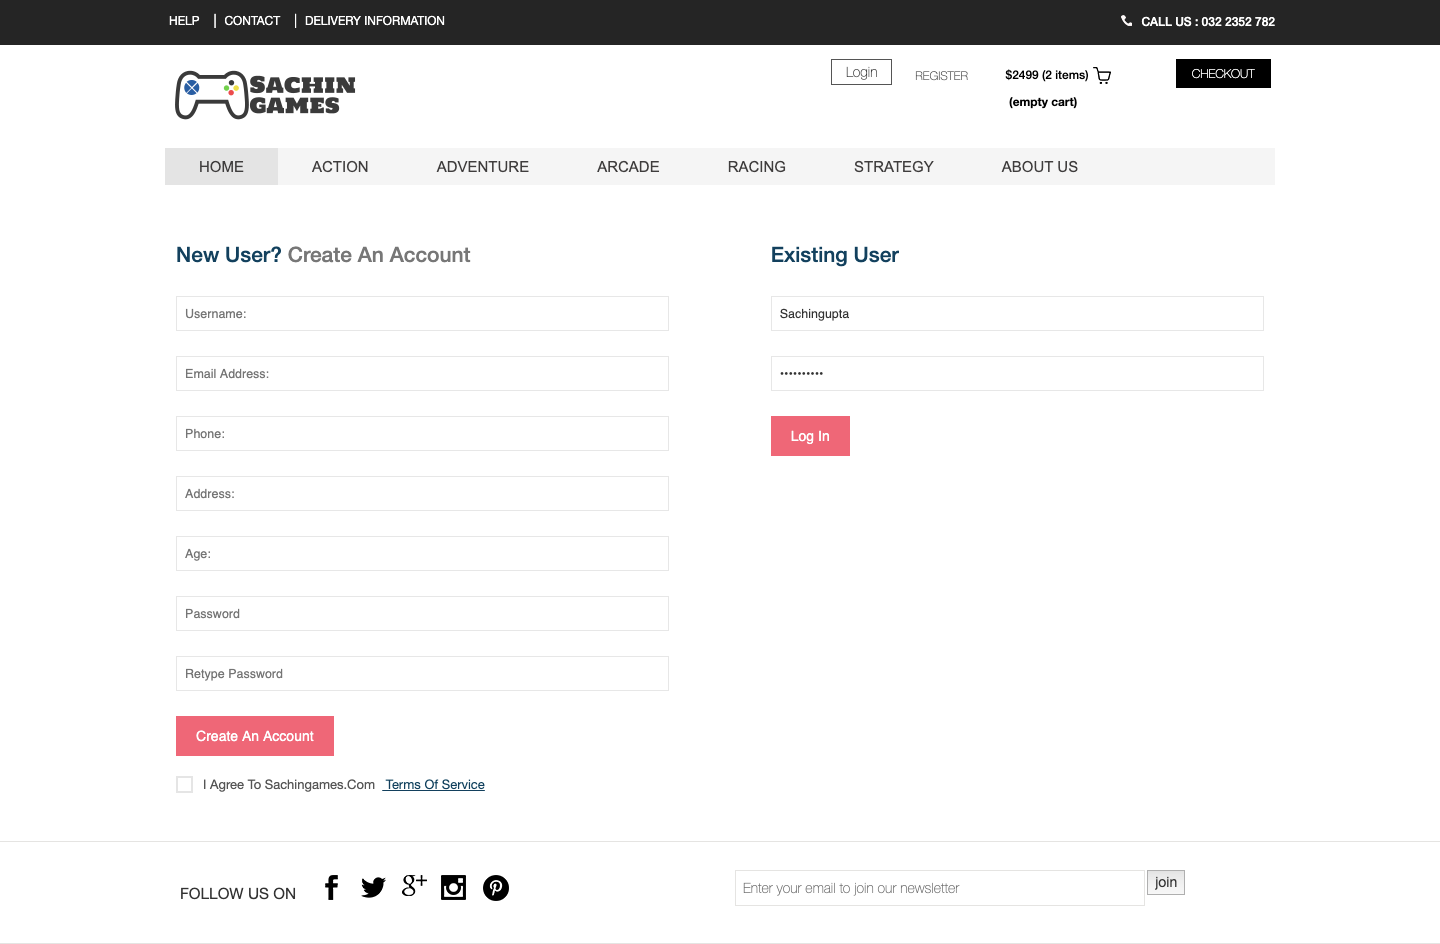 HELP | CONTACT | DELIVERY INFORMATION
CALL US : 032 2352 782
SACHIN
GAMES
Login
REGISTER
$2499 (2 items)
(empty cart)
CHECKOUT
HOME ACTION ADVENTURE ARCADE RACING STRATEGY ABOUT US
New User? Create An Account
Username:
Email Address:
Phone:
Address:
Age:
Password
Retype Password
Create An Account
I Agree To Sachingames.Com Terms Of Service
Existing User
Sachingupta
••••••••••
Log In
FOLLOW US ON
Enter your email to join our newsletter
join